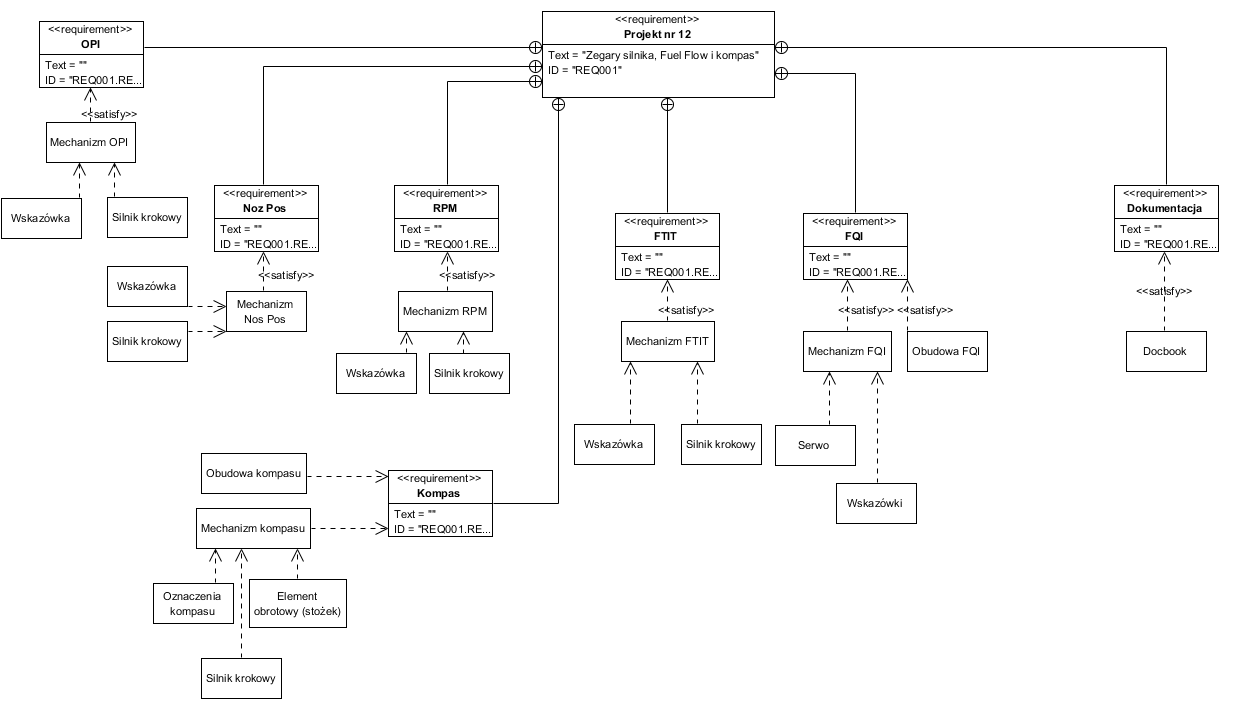 <<requirement>>
Projekt nr 12
Text = "Zegary silnika, Fuel Flow i kompas"
ID = "REQ001"
<<requirement>>
OPI
Text = ""
ID = "REQ001.RE...
<<satisfy>>
Mechanizm OPI
Wskazówka
Silnik krokowy
<<requirement>>
Noz Pos
Text = ""
ID = "REQ001.RE...
<<satisfy>>
Wskazówka
Mechanizm
Nos Pos
Silnik krokowy
<<requirement>>
RPM
Text = ""
ID = "REQ001.RE...
<<satisfy>>
Mechanizm RPM
Wskazówka
Silnik krokowy
<<requirement>>
FTIT
Text = ""
ID = "REQ001.RE...
<<satisfy>>
Mechanizm FTIT
Wskazówka
Silnik krokowy
<<requirement>>
FQI
Text = ""
ID = "REQ001.RE...
<<satisfy>>
<<satisfy>>
Mechanizm FQI
Obudowa FQI
Serwo
Wskazówki
<<requirement>>
Dokumentacja
Text = ""
ID = "REQ001.RE...
<<satisfy>>
Docbook
Obudowa kompasu
<<requirement>>
Kompas
Text = ""
ID = "REQ001.RE...
Mechanizm kompasu
Oznaczenia
kompasu
Element
obrotowy (stożek)
Silnik krokowy